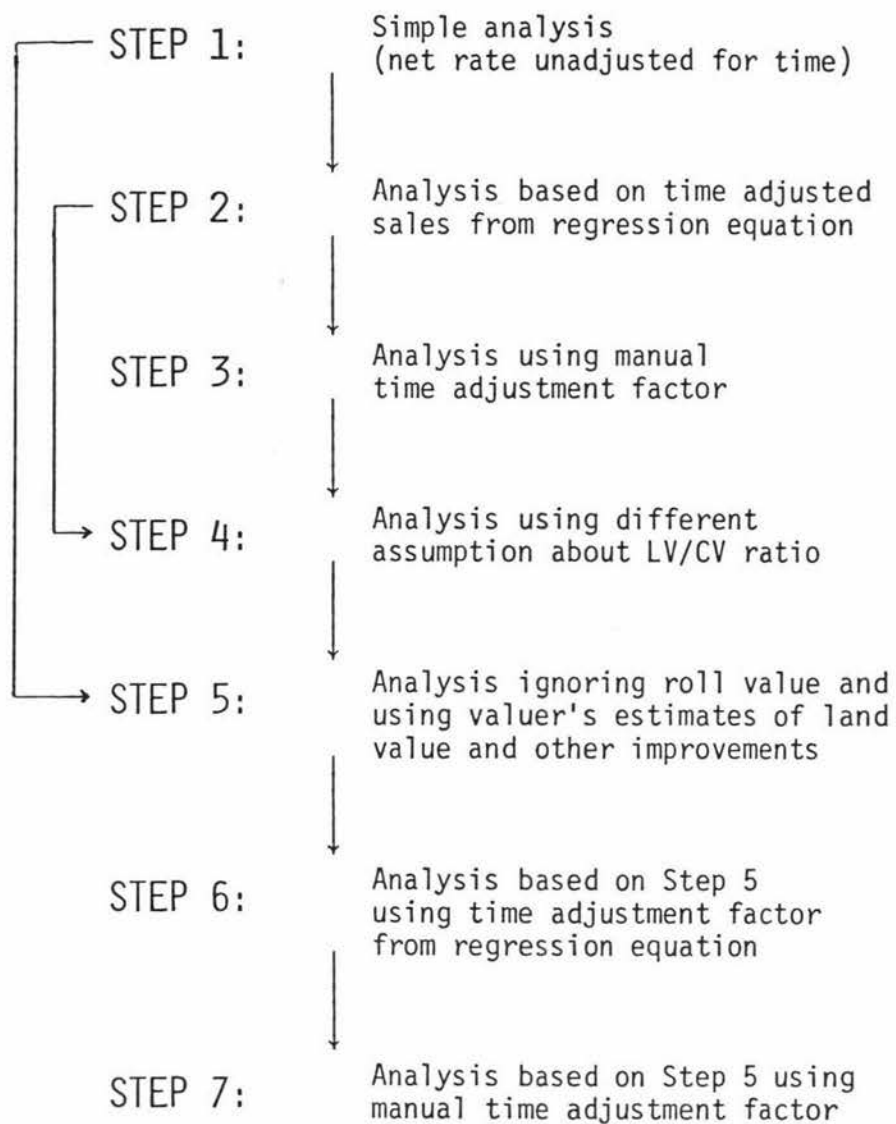 STEP 1:
Simple analysis
(net rate unadjusted for time)
STEP 2:
Analysis based on time adjusted
sales from regression equation
STEP 3:
Analysis using manual
time adjustment factor
STEP 4:
Analysis using different
assumption about LV/CV ratio
STEP 5:
Analysis ignoring roll value and
using valuer's estimates of land
value and other improvements
STEP 6:
Analysis based on Step 5
using time adjustment factor
from regression equation
STEP 7:
Analysis based on Step 5 using
manual time adjustment factor